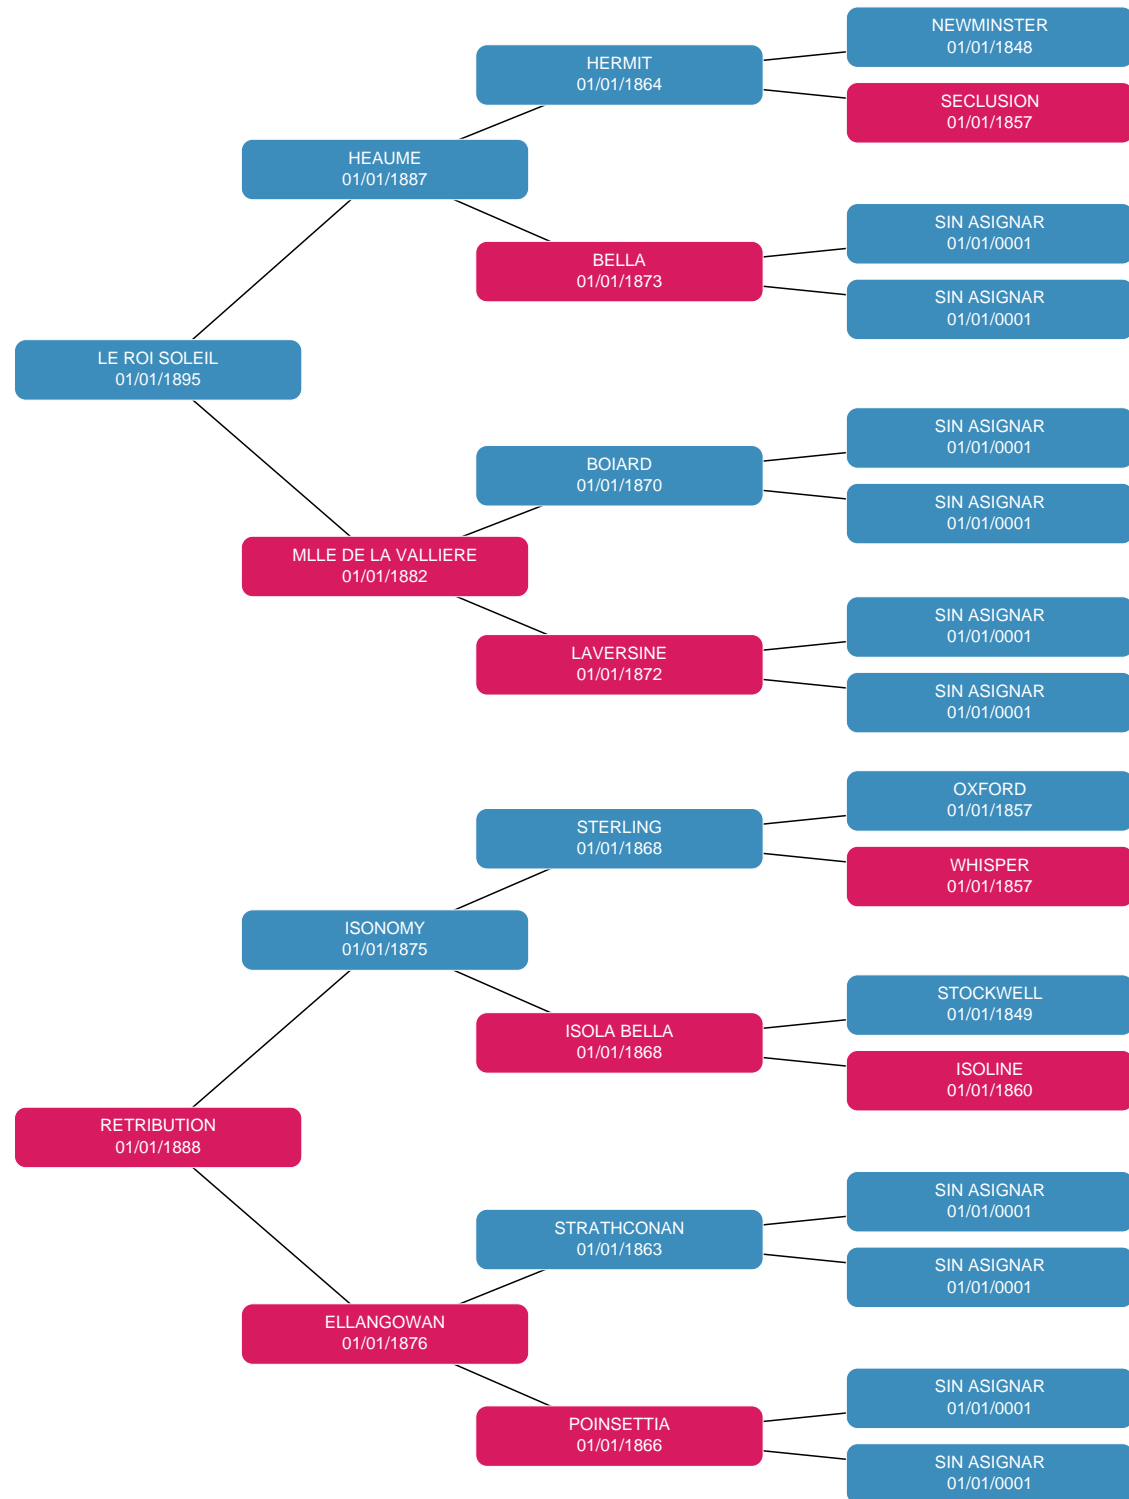 NEWMINSTER
01/01/1848
HERMIT
01/01/1864
SECLUSION
01/01/1857
HEAUME
01/01/1887
SIN ASIGNAR
01/01/0001
BELLA
01/01/1873
SIN ASIGNAR
01/01/0001
LE ROI SOLEIL
01/01/1895
SIN ASIGNAR
01/01/0001
BOIARD
01/01/1870
SIN ASIGNAR
01/01/0001
MLLE DE LA VALLIERE
01/01/1882
SIN ASIGNAR
01/01/0001
LAVERSINE
01/01/1872
SIN ASIGNAR
01/01/0001
OXFORD
01/01/1857
STERLING
01/01/1868
WHISPER
01/01/1857
ISONOMY
01/01/1875
STOCKWELL
01/01/1849
ISOLA BELLA
01/01/1868
ISOLINE
01/01/1860
RETRIBUTION
01/01/1888
SIN ASIGNAR
01/01/0001
STRATHCONAN
01/01/1863
SIN ASIGNAR
01/01/0001
ELLANGOWAN
01/01/1876
SIN ASIGNAR
01/01/0001
POINSETTIA
01/01/1866
SIN ASIGNAR
01/01/0001